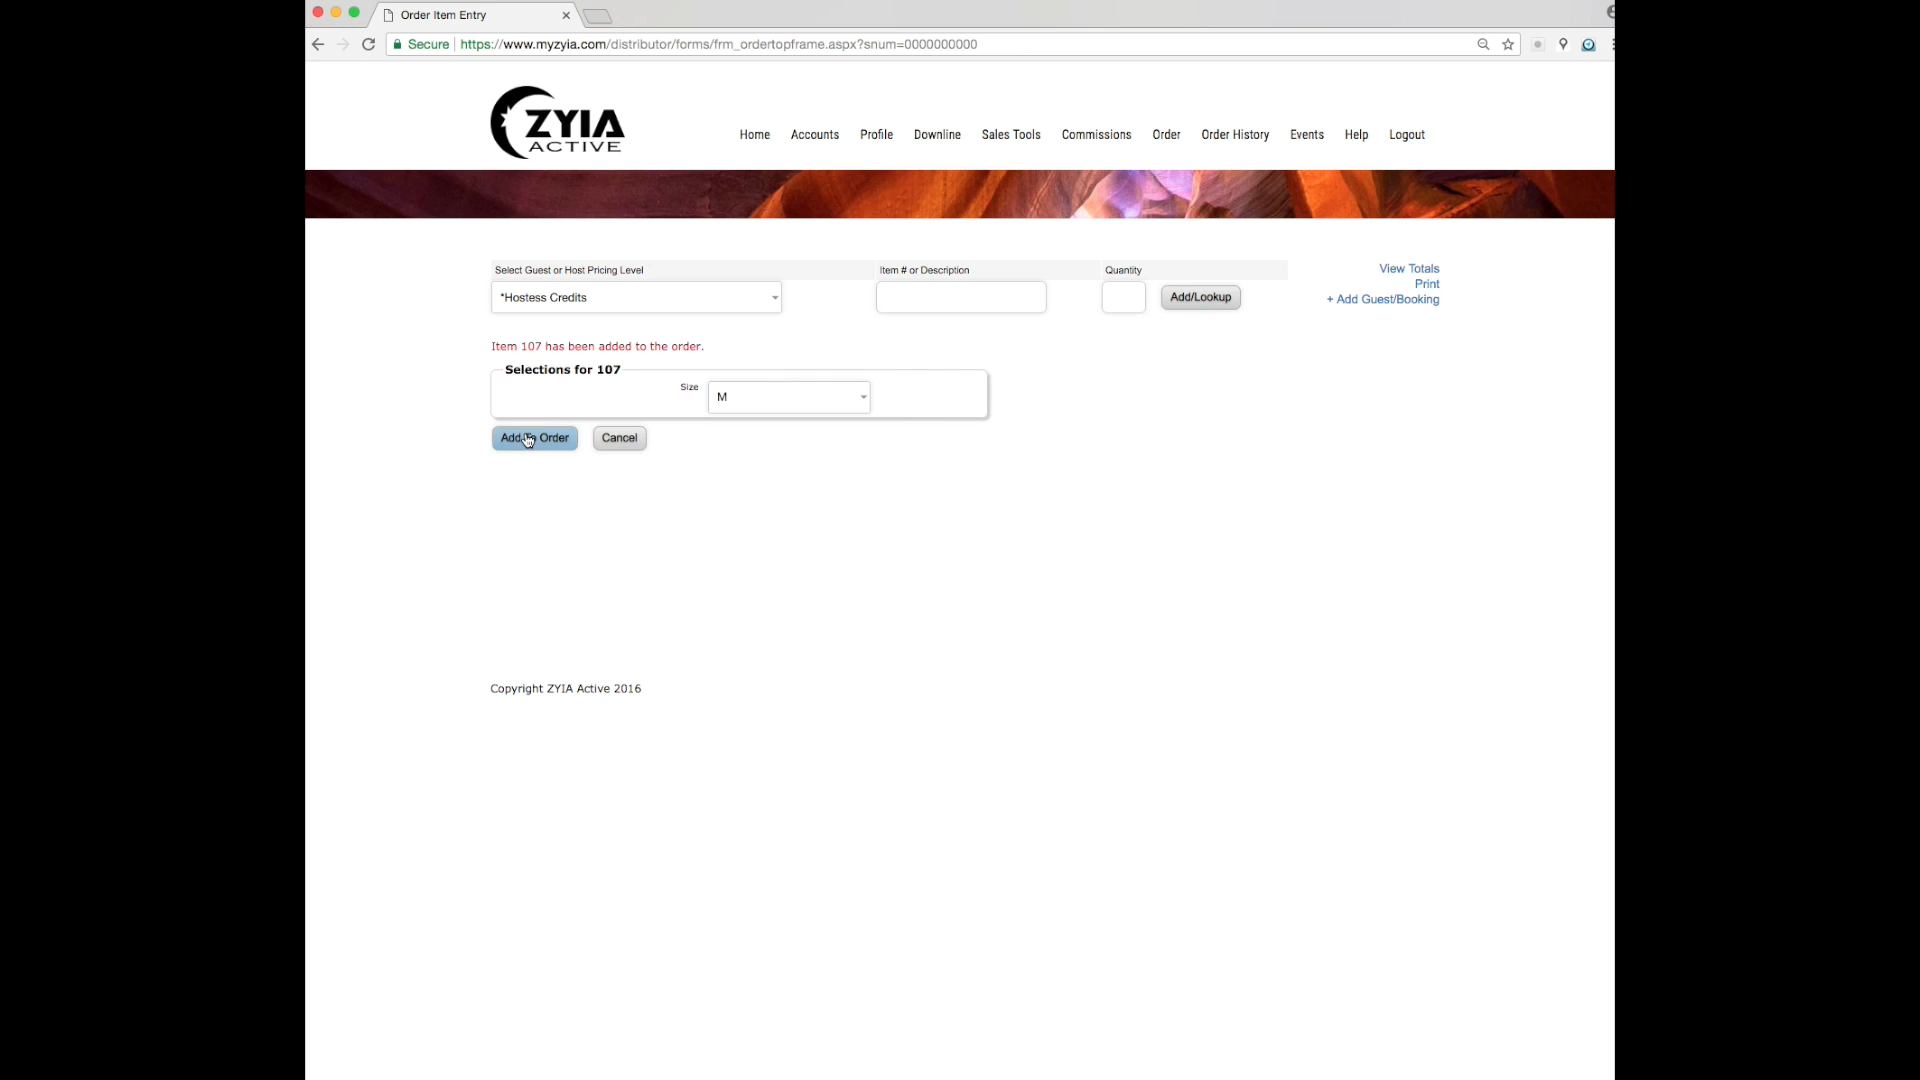 Order Item Entry
Secure https://www.myzyia.com/distributor/forms/frm_ordertopframe.aspx?snum=0000000000
ZYIA
ACTIVE
Home Accounts Profile Downline Sales Tools Commissions Order Order History Events Help Logout
Select Guest or Host Pricing Level Item # or Description Quantity
View Totals
Print
*Hostess Credits Add/Lookup
+ Add Guest/Booking
Item 107 has been added to the order.
Selections for 107
Size M
Add To Order Cancel
Copyright ZYIA Active 2016